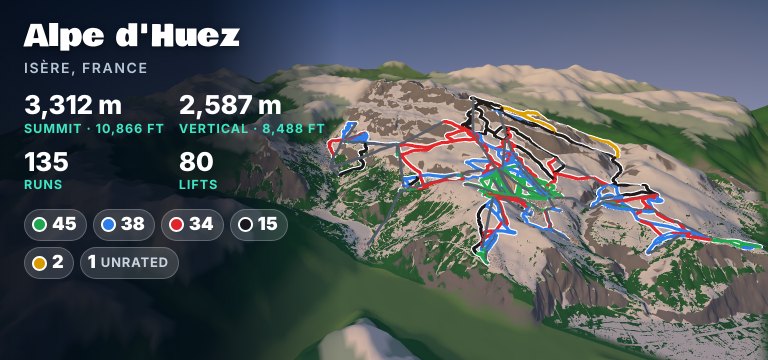 Alpe d'Huez
ISÈRE, FRANCE
3,312 m 2,587 m
SUMMIT · 10,866 FT VERTICAL · 8,488 FT
135 80
RUNS LIFTS
45 38 34 15
2 1 UNRATED